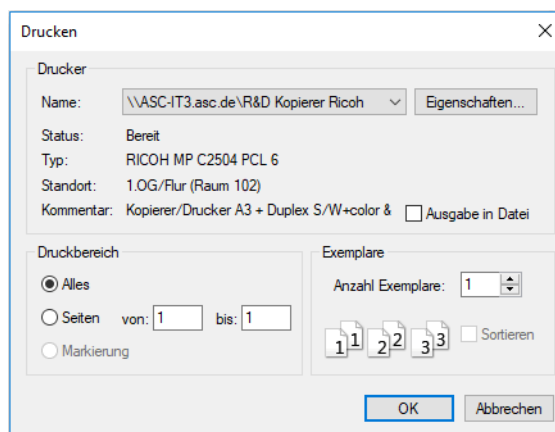 Drucken
Drucker
Name: \\ASC-IT3.asc.de\R&D Kopierer Ricoh Eigenschaften...
Status: Bereit
Typ: RICOH MP C2504 PCL 6
Standort: 1.OG/Flur (Raum 102)
Kommentar: Kopierer/Drucker A3 + Duplex S/W+color & Ausgabe in Datei
Druckbereich
Alles
Seiten von: 1 bis: 1
Markierung
Exemplare
Anzahl Exemplare: 1
1 1 2 2 3 3 Sortieren
OK Abbrechen